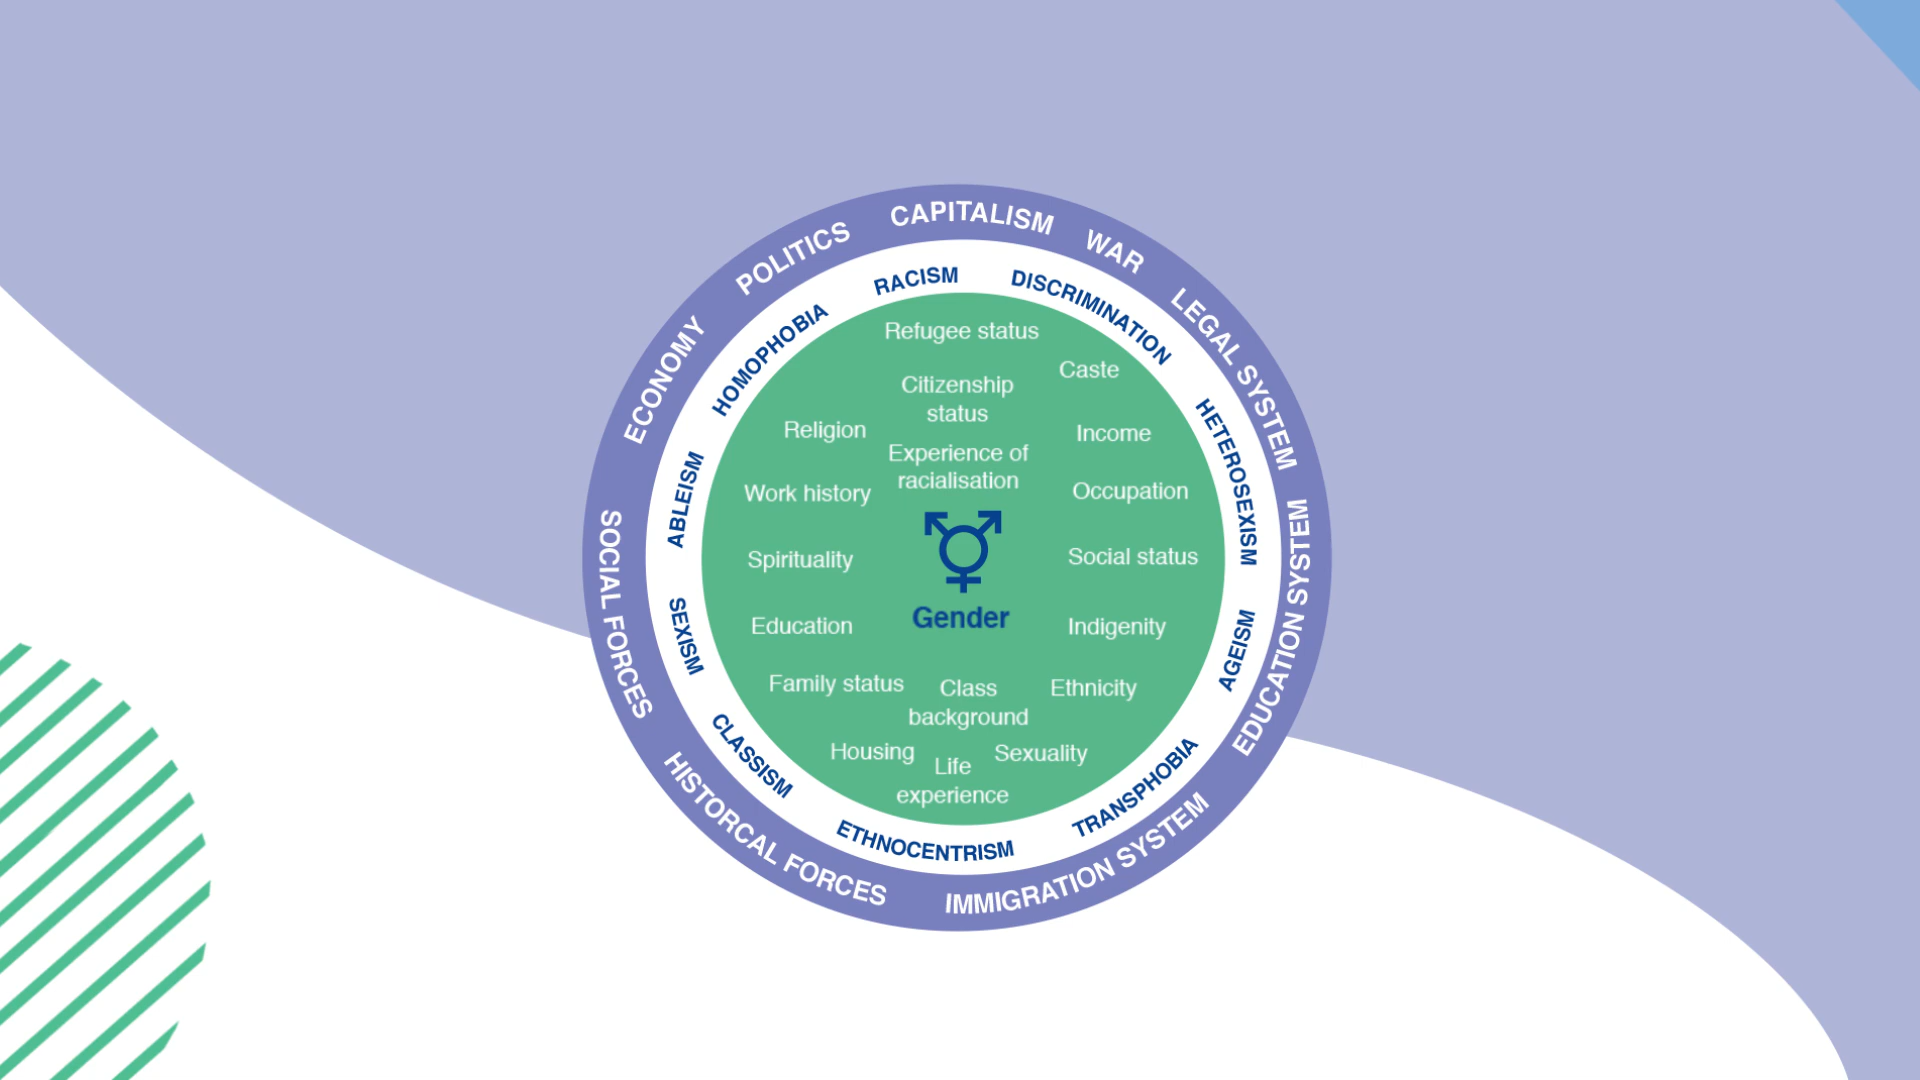 CAPITALISM
WAR
LEGAL SYSTEM
EDUCATION SYSTEM
IMMIGRATION SYSTEM
HISTORCAL FORCES
SOCIAL FORCES
ECONOMY
POLITICS
RACISM
DISCRIMINATION
HETEROSEXISM
AGEISM
TRANSPHOBIA
ETHNOCENTRISM
CLASSISM
SEXISM
ABLEISM
HOMOPHOBIA
Refugee status
Caste
Citizenship
status
Religion
Income
Experience of
racialisation
Work history
Occupation
Spirituality
Social status
Gender
Education
Indigenity
Family status
Class
background
Ethnicity
Housing
Life
experience
Sexuality